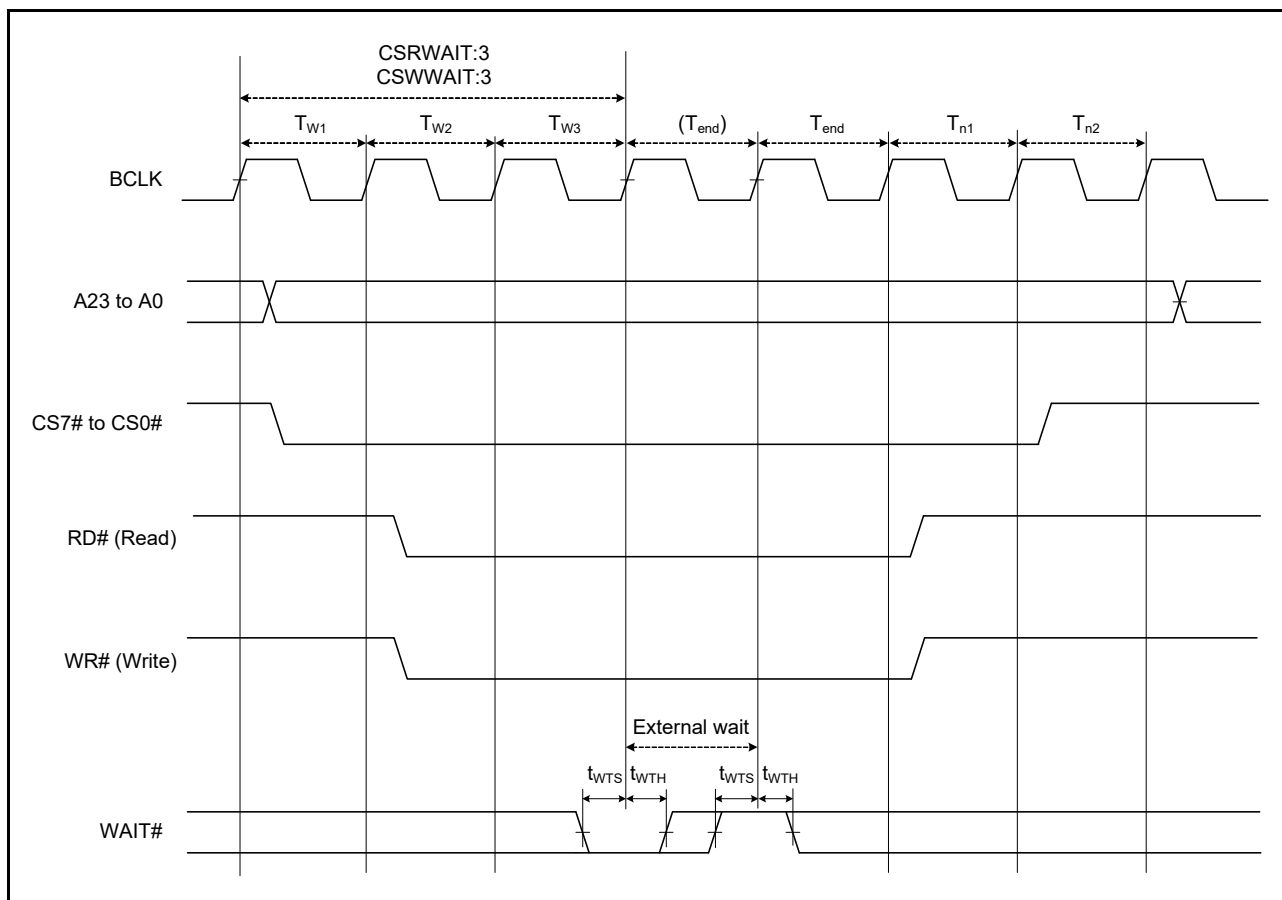 CSRWAIT:3
CSWWAIT:3
TW1 TW2 TW3 (Tend) Tend Tn1 Tn2
BCLK
A23 to A0
CS7# to CS0#
RD# (Read)
WR# (Write)
External wait
tWTS tWTH tWTS tWTH
WAIT#